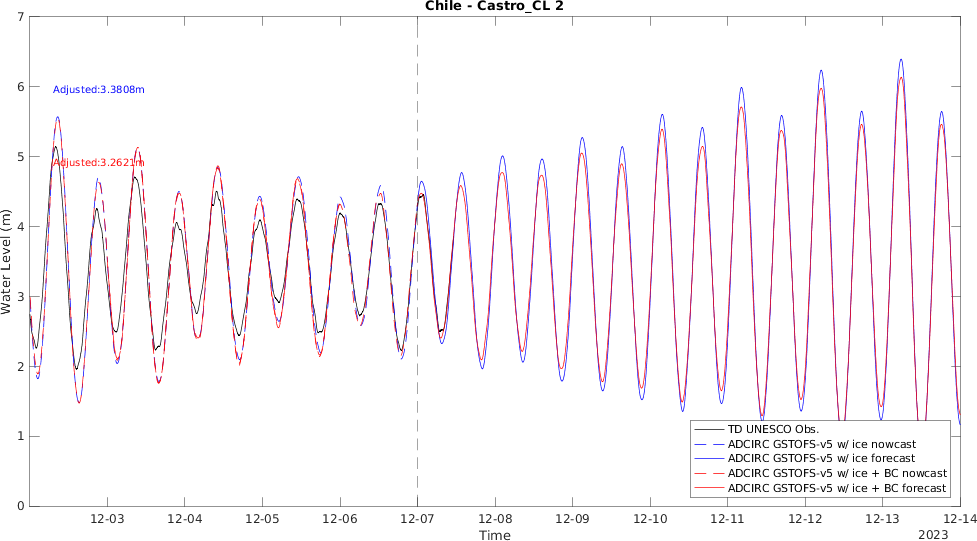 Chile - Castro_CL 2
7
6
5
4
3
2
1
0
Water Level (m)
Adjusted:3.3808m
Adjusted:3.2621m
TD UNESCO Obs.
ADCIRC GSTOFS-v5 w/ ice nowcast
ADCIRC GSTOFS-v5 w/ ice forecast
ADCIRC GSTOFS-v5 w/ ice + BC nowcast
ADCIRC GSTOFS-v5 w/ ice + BC forecast
12-03 12-04 12-05 12-06 12-07 12-08 12-09 12-10 12-11 12-12 12-13 12-14
Time
2023